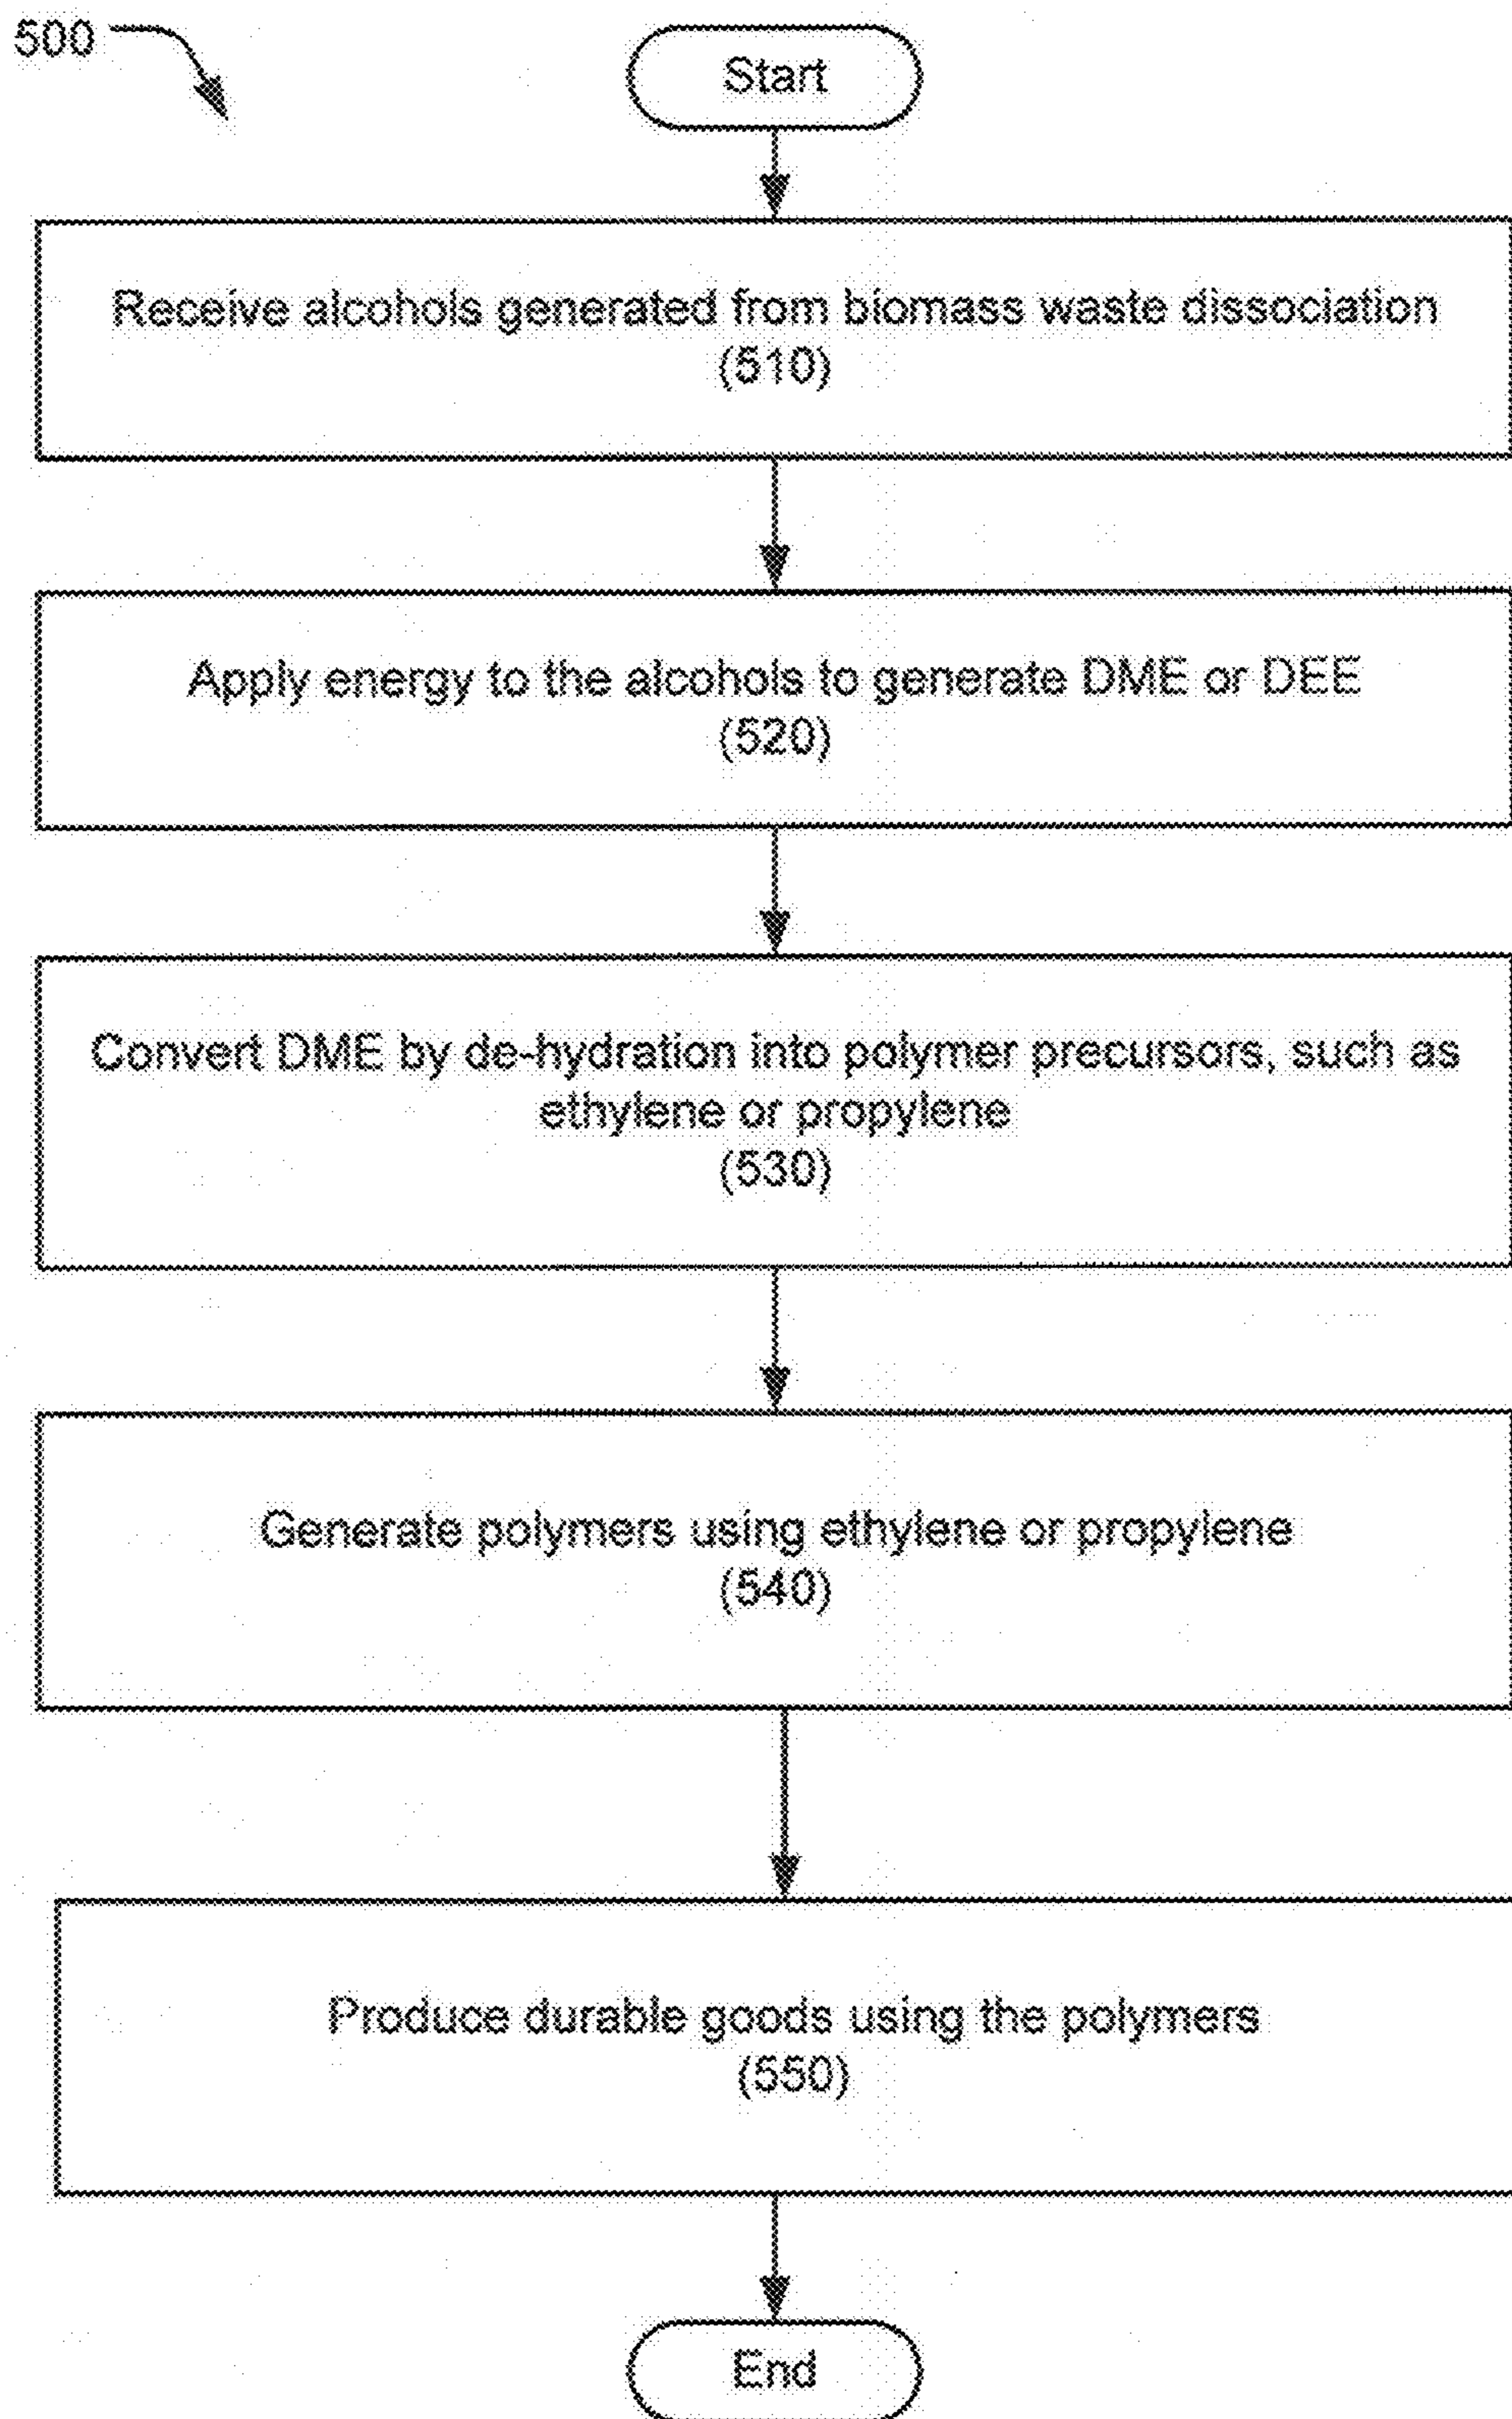 500
Start
Receive alcohols generated from biomass waste dissociation
(510)
Apply energy to the alcohols to generate DME or DEE
(520)
Convert DME by de-hydration into polymer precursors, such as
ethylene or propylene
(530)
Generate polymers using ethylene or propylene
(540)
Produce durable goods using the polymers
(550)
End